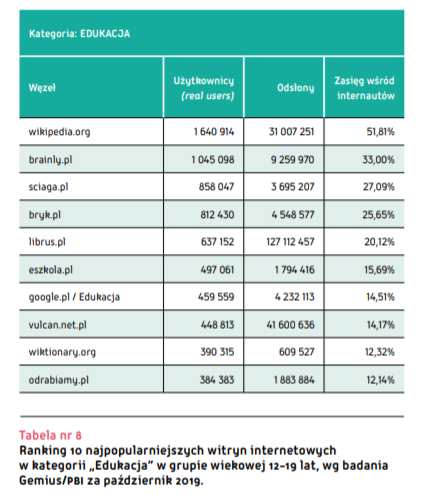 Kategoria: EDUKACJA
Węzeł Użytkownicy (real users) Odsłony Zasięg wśród internautów
wikipedia.org 1 640 914 31 007 251 51,81%
brainly.pl 1 045 098 9 259 970 33,00%
sciaga.pl 858 047 3 695 207 27,09%
bryk.pl 812 430 4 548 577 25,65%
librus.pl 637 152 127 112 457 20,12%
eszkola.pl 497 061 1 794 416 15,69%
google.pl / Edukacja 459 559 4 232 113 14,51%
vulcan.net.pl 448 813 41 600 636 14,17%
wiktionary.org 390 315 609 527 12,32%
odrabiamy.pl 384 383 1 883 884 12,14%
Tabela nr 8
Ranking 10 najpopularniejszych witryn internetowych
w kategorii „Edukacja” w grupie wiekowej 12-19 lat, wg badania
Gemius/PBI za październik 2019.